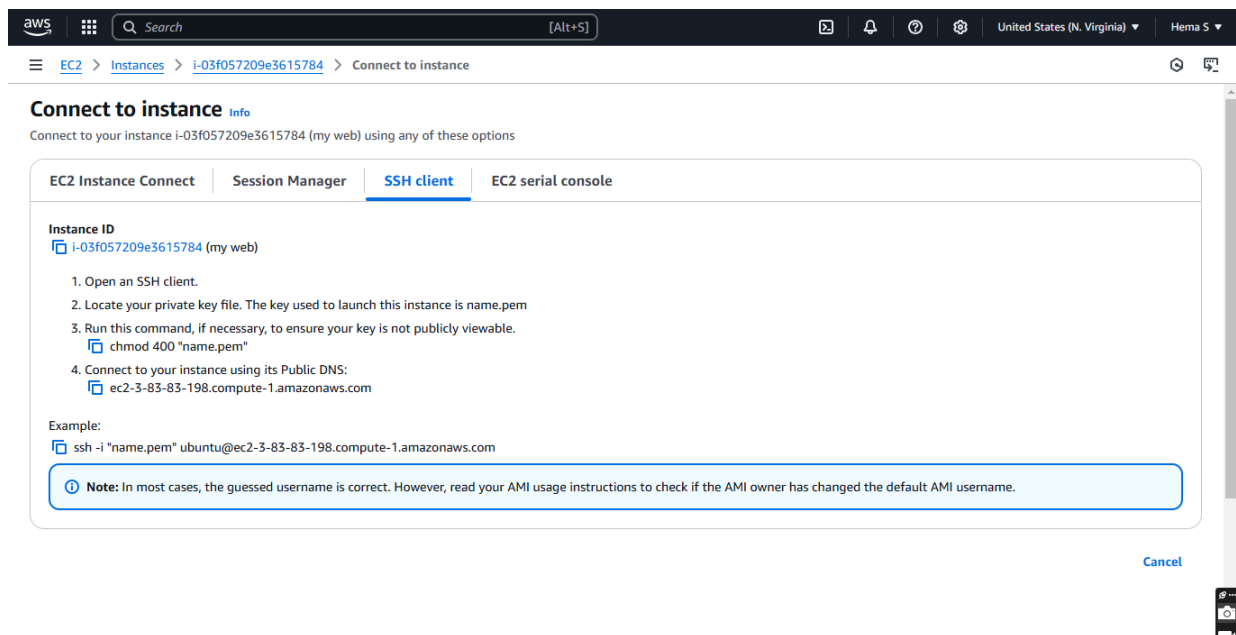 aws Search [Alt+S] United States (N. Virginia) Hema S
EC2 > Instances > i-03f057209e3615784 > Connect to instance
Connect to instance Info
Connect to your instance i-03f057209e3615784 (my web) using any of these options
EC2 Instance Connect Session Manager SSH client EC2 serial console
Instance ID
i-03f057209e3615784 (my web)
1. Open an SSH client.
2. Locate your private key file. The key used to launch this instance is name.pem
3. Run this command, if necessary, to ensure your key is not publicly viewable.
chmod 400 "name.pem"
4. Connect to your instance using its Public DNS:
ec2-3-83-83-198.compute-1.amazonaws.com
Example:
ssh -i "name.pem" ubuntu@ec2-3-83-83-198.compute-1.amazonaws.com
Note: In most cases, the guessed username is correct. However, read your AMI usage instructions to check if the AMI owner has changed the default AMI username.
Cancel